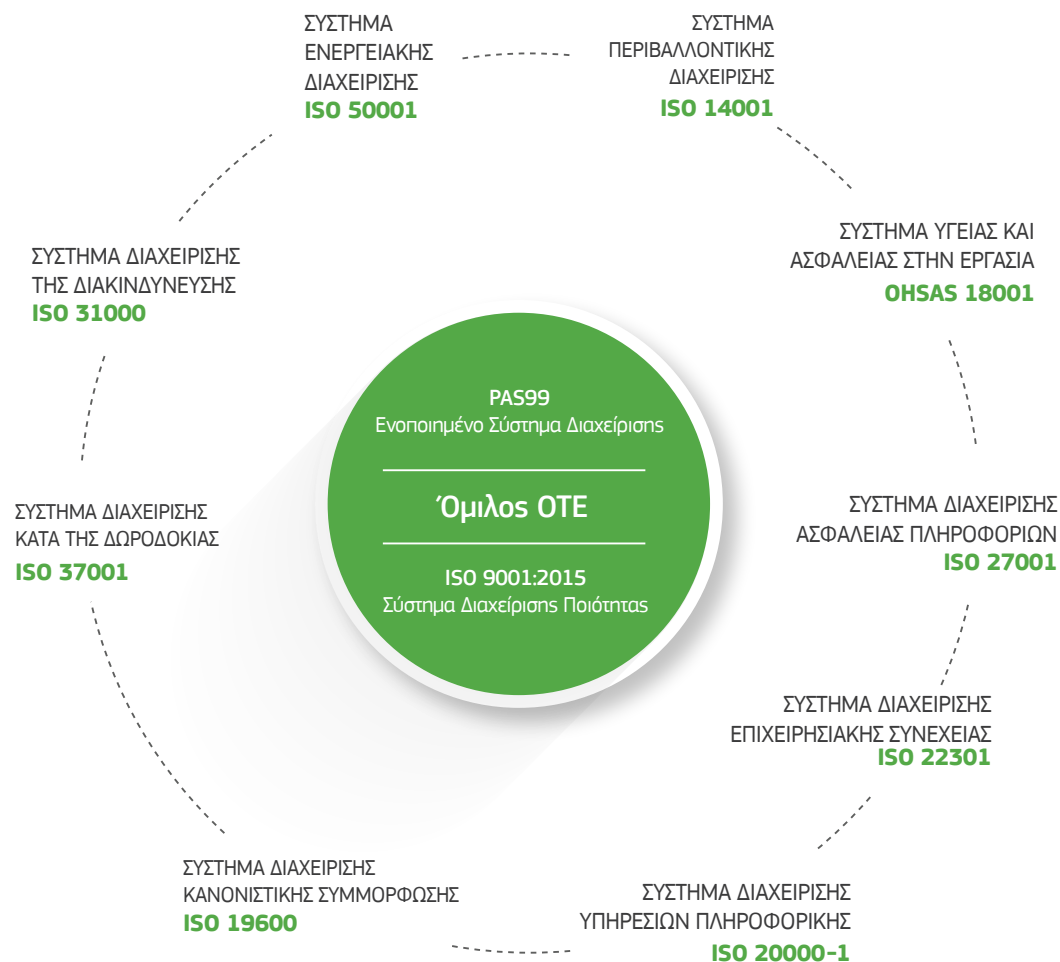 ΣΥΣΤΗΜΑ
ΕΝΕΡΓΕΙΑΚΗΣ
ΔΙΑΧΕΙΡΙΣΗΣ
ISO 50001
ΣΥΣΤΗΜΑ
ΠΕΡΙΒΑΛΛΟΝΤΙΚΗΣ
ΔΙΑΧΕΙΡΙΣΗΣ
ISO 14001
ΣΥΣΤΗΜΑ ΥΓΕΙΑΣ ΚΑΙ
ΑΣΦΑΛΕΙΑΣ ΣΤΗΝ ΕΡΓΑΣΙΑ
OHSAS 18001
ΣΥΣΤΗΜΑ ΔΙΑΧΕΙΡΙΣΗΣ
ΤΗΣ ΔΙΑΚΙΝΔΥΝΕΥΣΗΣ
ISO 31000
PAS99
Ενοποιημένο Σύστημα Διαχείρισης
Όμιλος ΟΤΕ
ISO 9001:2015
Σύστημα Διαχείρισης Ποιότητας
ΣΥΣΤΗΜΑ ΔΙΑΧΕΙΡΙΣΗΣ
ΚΑΤΑ ΤΗΣ ΔΩΡΟΔΟΚΙΑΣ
ISO 37001
ΣΥΣΤΗΜΑ ΔΙΑΧΕΙΡΙΣΗΣ
ΑΣΦΑΛΕΙΑΣ ΠΛΗΡΟΦΟΡΙΩΝ
ISO 27001
ΣΥΣΤΗΜΑ ΔΙΑΧΕΙΡΙΣΗΣ
ΕΠΙΧΕΙΡΗΣΙΑΚΗΣ ΣΥΝΕΧΕΙΑΣ
ISO 22301
ΣΥΣΤΗΜΑ ΔΙΑΧΕΙΡΙΣΗΣ
ΚΑΝΟΝΙΣΤΙΚΗΣ ΣΥΜΜΟΡΦΩΣΗΣ
ISO 19600
ΣΥΣΤΗΜΑ ΔΙΑΧΕΙΡΙΣΗΣ
ΥΠΗΡΕΣΙΩΝ ΠΛΗΡΟΦΟΡΙΚΗΣ
ISO 20000-1